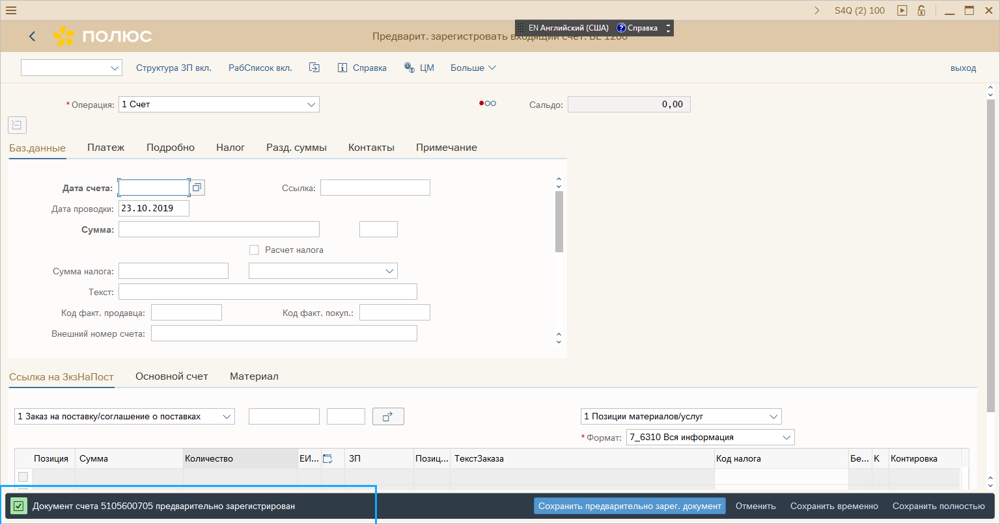 S4Q (2) 100
EN Английский (США) Справка
ПОЛЮС
Предварит. зарегистровать входящий счет: БЕ 1200
Структура ЗП вкл. РабСписок вкл. Справка ЦМ Больше выход
* Операция: 1 Счет Сальдо: 0,00
Баз.данные Платеж Подробно Налог Разд. суммы Контакты Примечание
Дата счета: Ссылка:
Дата проводки: 23.10.2019
Сумма:
Расчет налога
Сумма налога:
Текст:
Код факт. продавца: Код факт. покуп.:
Внешний номер счета:
Ссылка на ЗкзНаПост Основной счет Материал
1 Заказ на поставку/соглашение о поставках 1 Позиции материалов/услуг
* Формат: 7_6310 Вся информация
Позиция Сумма Количество ЕИ... ЗП Позиц... ТекстЗаказа Код налога Бе... К Контировка
Документ счета 5105600705 предварительно зарегистрирован Сохранить предварительно зарег. документ Отменить Сохранить временно Сохранить полностью